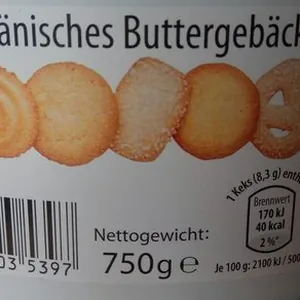 änisches Buttergebäck
1 Keks (8,3 g) enth
Brennwert
170 kJ
40 kcal
2 %*
Nettogewicht:
750g ℮
03 5397
Je 100 g: 2100 kJ / 500